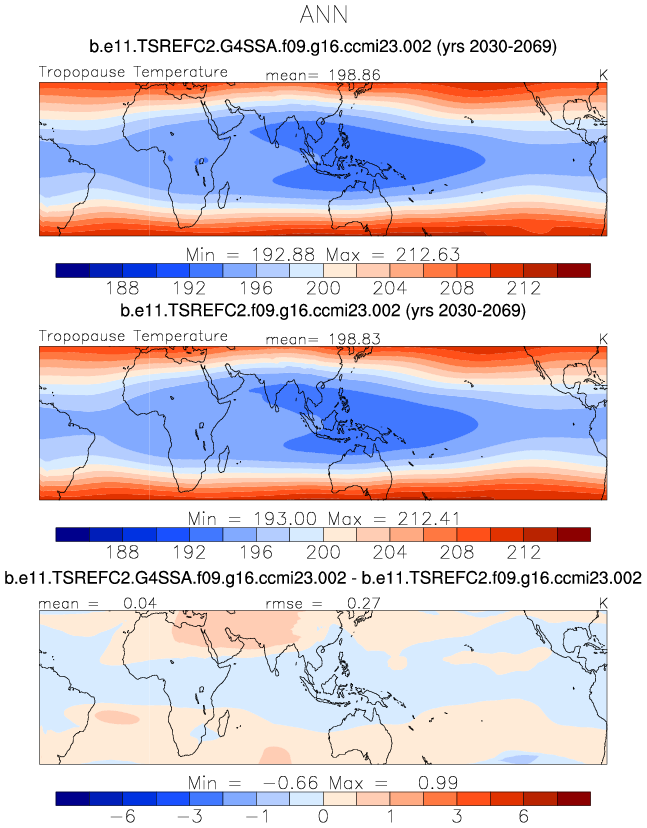 ANN
b.e11.TSREFC2.G4SSA.f09.g16.ccmi23.002 (yrs 2030-2069)
Tropopause Temperature mean= 198.86 K
Min = 192.88 Max = 212.63
188 192 196 200 204 208 212
b.e11.TSREFC2.f09.g16.ccmi23.002 (yrs 2030-2069)
Tropopause Temperature mean= 198.83 K
Min = 193.00 Max = 212.41
188 192 196 200 204 208 212
b.e11.TSREFC2.G4SSA.f09.g16.ccmi23.002 - b.e11.TSREFC2.f09.g16.ccmi23.002
mean = 0.04 rmse = 0.27 K
Min = -0.66 Max = 0.99
-6 -3 -1 0 1 3 6